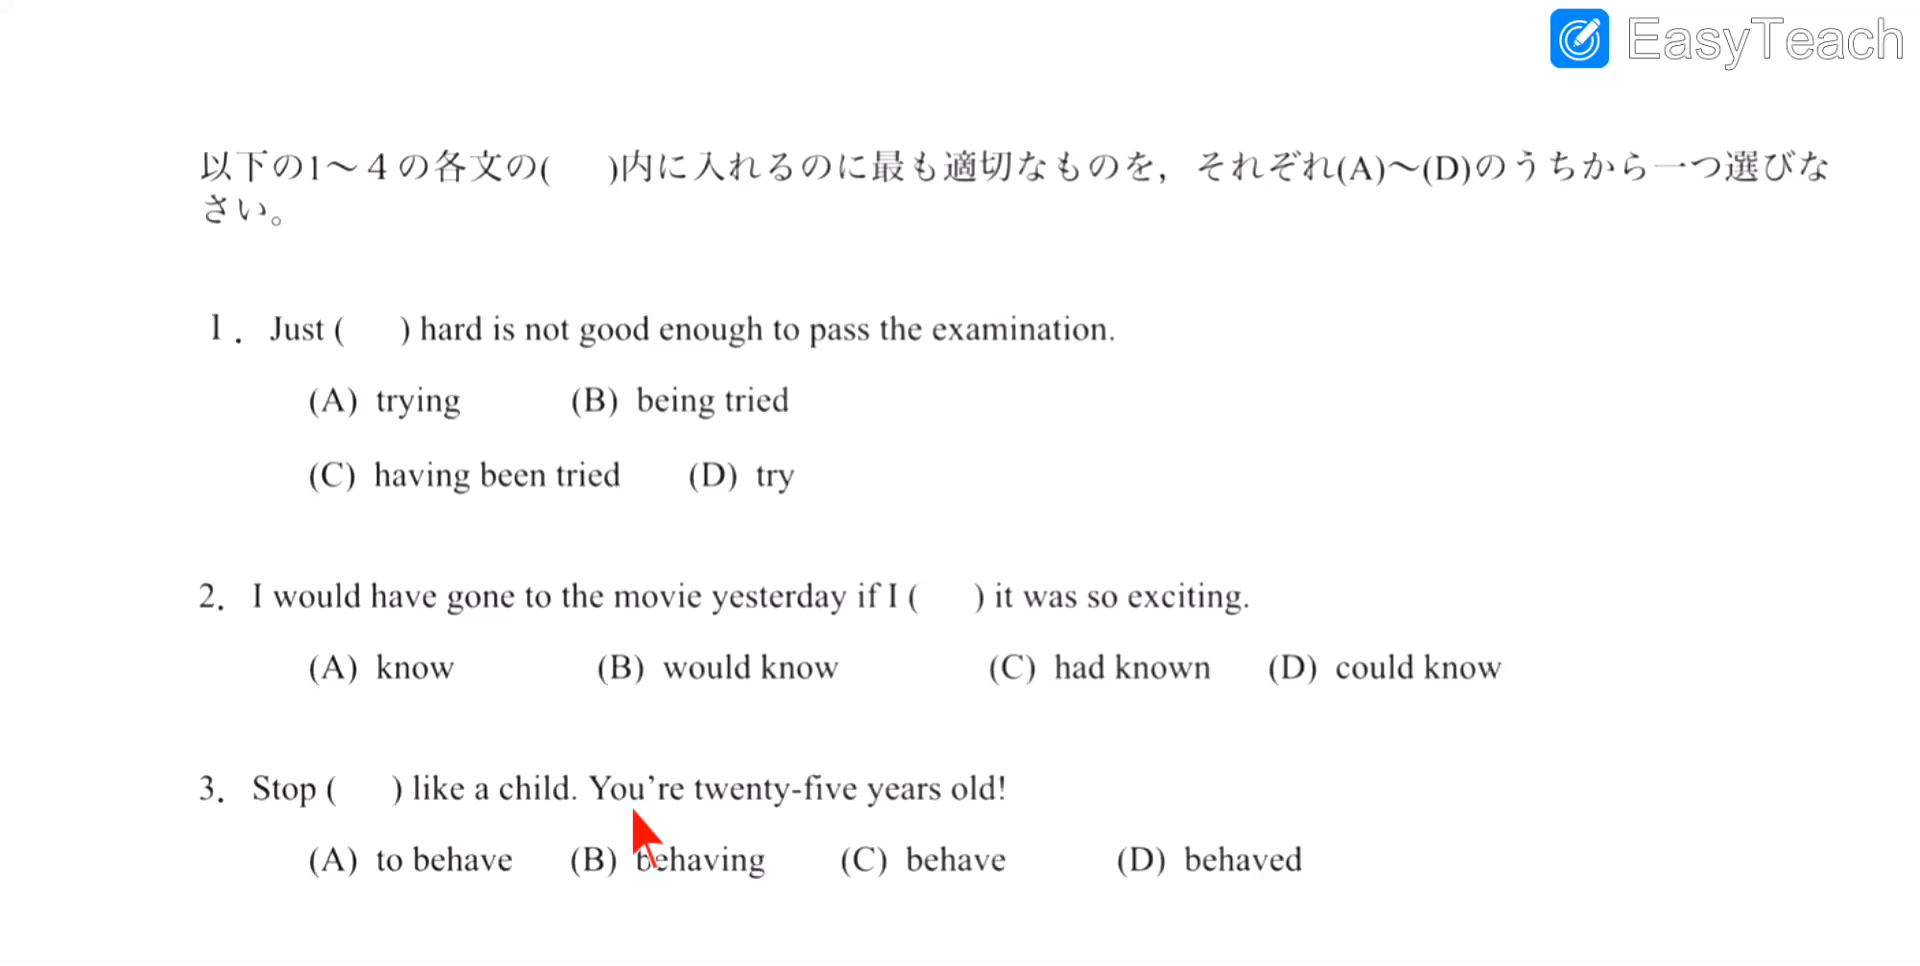 EasyTeach
以下の1～４の各文の(　　)内に入れるのに最も適切なものを，それぞれ(A)～(D)のうちから一つ選びな
さい。
1．Just (　　) hard is not good enough to pass the examination.
(A) trying　(B) being tried
(C) having been tried　(D) try
2．I would have gone to the movie yesterday if I (　　) it was so exciting.
(A) know　(B) would know　(C) had known　(D) could know
3．Stop (　　) like a child. You’re twenty-five years old!
(A) to behave　(B) behaving　(C) behave　(D) behaved